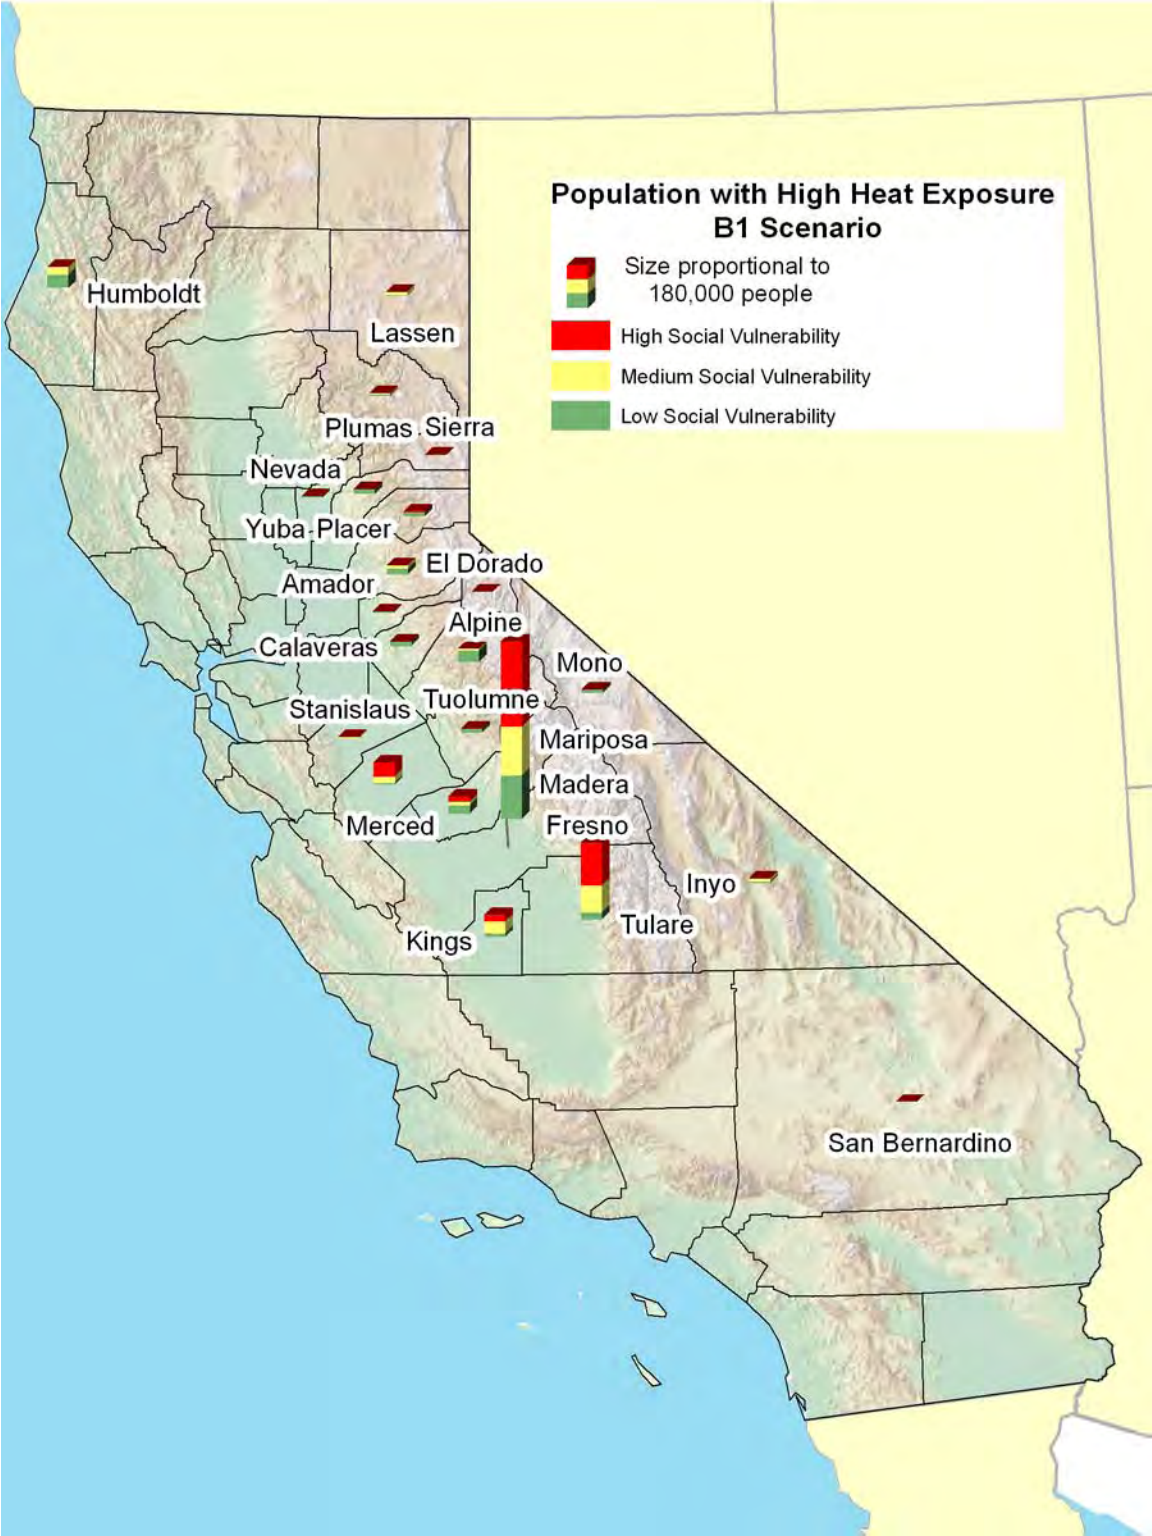 Population with High Heat Exposure
B1 Scenario
Size proportional to
180,000 people
High Social Vulnerability
Medium Social Vulnerability
Low Social Vulnerability
Humboldt
Lassen
Plumas
Sierra
Nevada
Yuba
Placer
El Dorado
Amador
Alpine
Calaveras
Mono
Tuolumne
Stanislaus
Mariposa
Madera
Merced
Fresno
Inyo
Tulare
Kings
San Bernardino